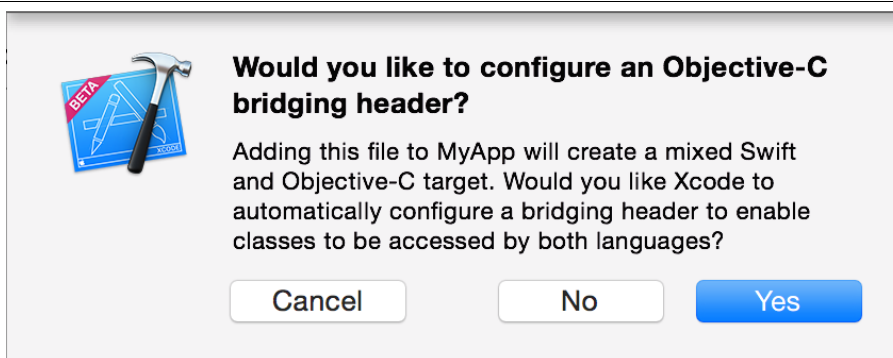 BETA
XCODE
Would you like to configure an Objective-C
bridging header?
Adding this file to MyApp will create a mixed Swift
and Objective-C target. Would you like Xcode to
automatically configure a bridging header to enable
classes to be accessed by both languages?
Cancel
No
Yes